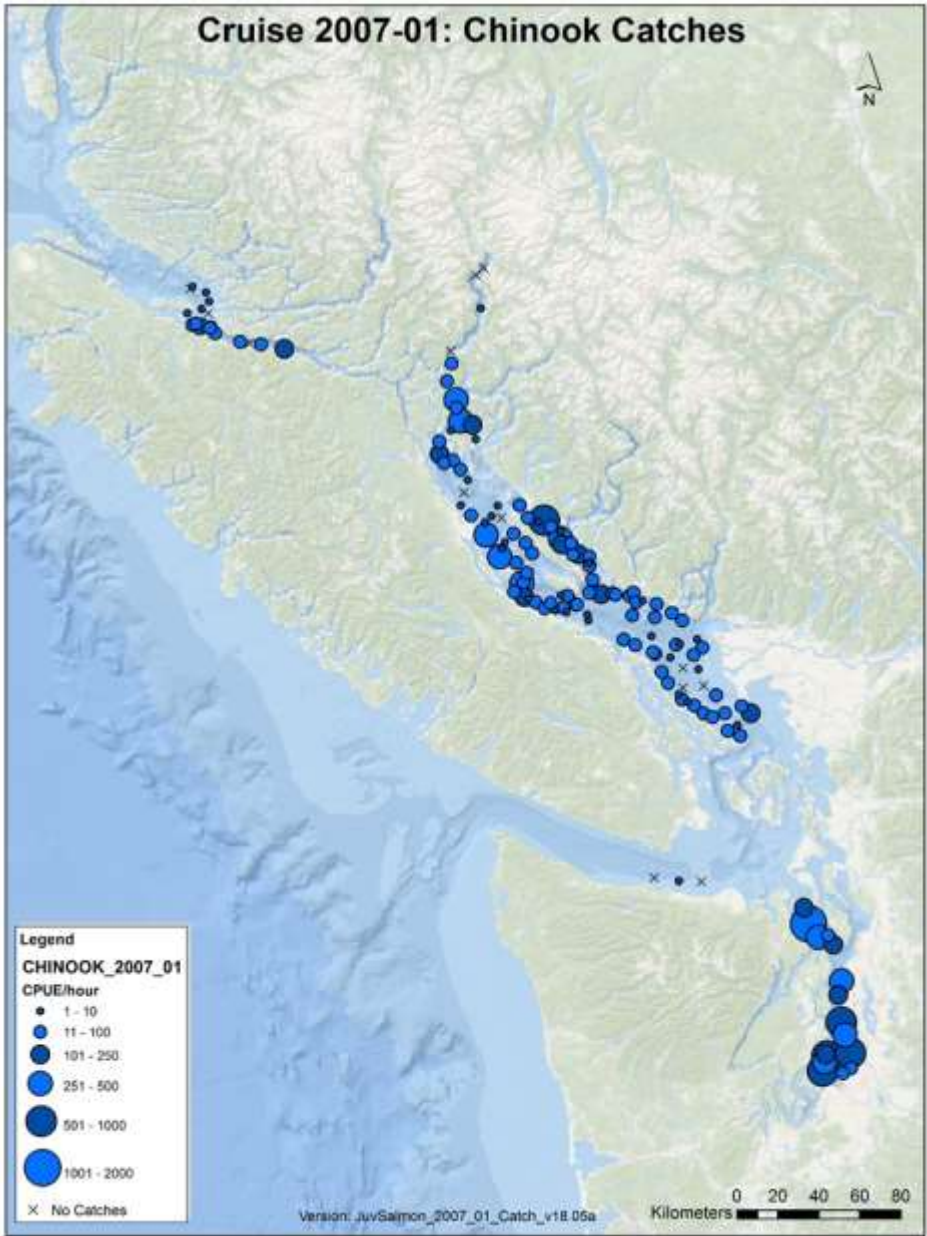 Cruise 2007-01: Chinook Catches
N
Legend
CHINOOK_2007_01
CPUE/hour
1 - 10
11 - 100
101 - 250
251 - 500
501 - 1000
1001 - 2000
No Catches
Version: JuvSalmon_2007_01_Catch_v18.05a
0 20 40 60 80
Kilometers